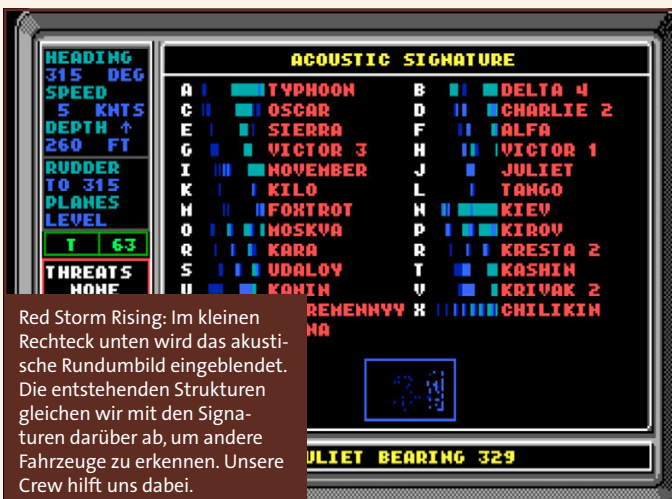 ACOUSTIC SIGNATURE
HEADING
315 DEG
SPEED
5 KNTS
DEPTH ↑
260 FT
RUDDER
TO 315
PLANES
LEVEL
T 63
THREATS
NONE
A TYPHOON B DELTA 4
C OSCAR D CHARLIE 2
E SIERRA F ALFA
G VICTOR 3 H VICTOR 1
I NOVEMBER J JULIET
K KILO L TANGO
M FOXTROT N KIEV
O MOSKVA P KIROV
Q KARA R KRESTA 2
S UDALOY T KASHIN
U KANIN V KRIVAK 2
REMENNYY X CHILIKIN
NA
BEARING 329
Red Storm Rising: Im kleinen
Rechteck unten wird das akusti-
sche Rundumbild eingeblendet.
Die entstehenden Strukturen
gleichen wir mit den Signa-
turen darüber ab, um andere
Fahrzeuge zu erkennen. Unsere
Crew hilft uns dabei.